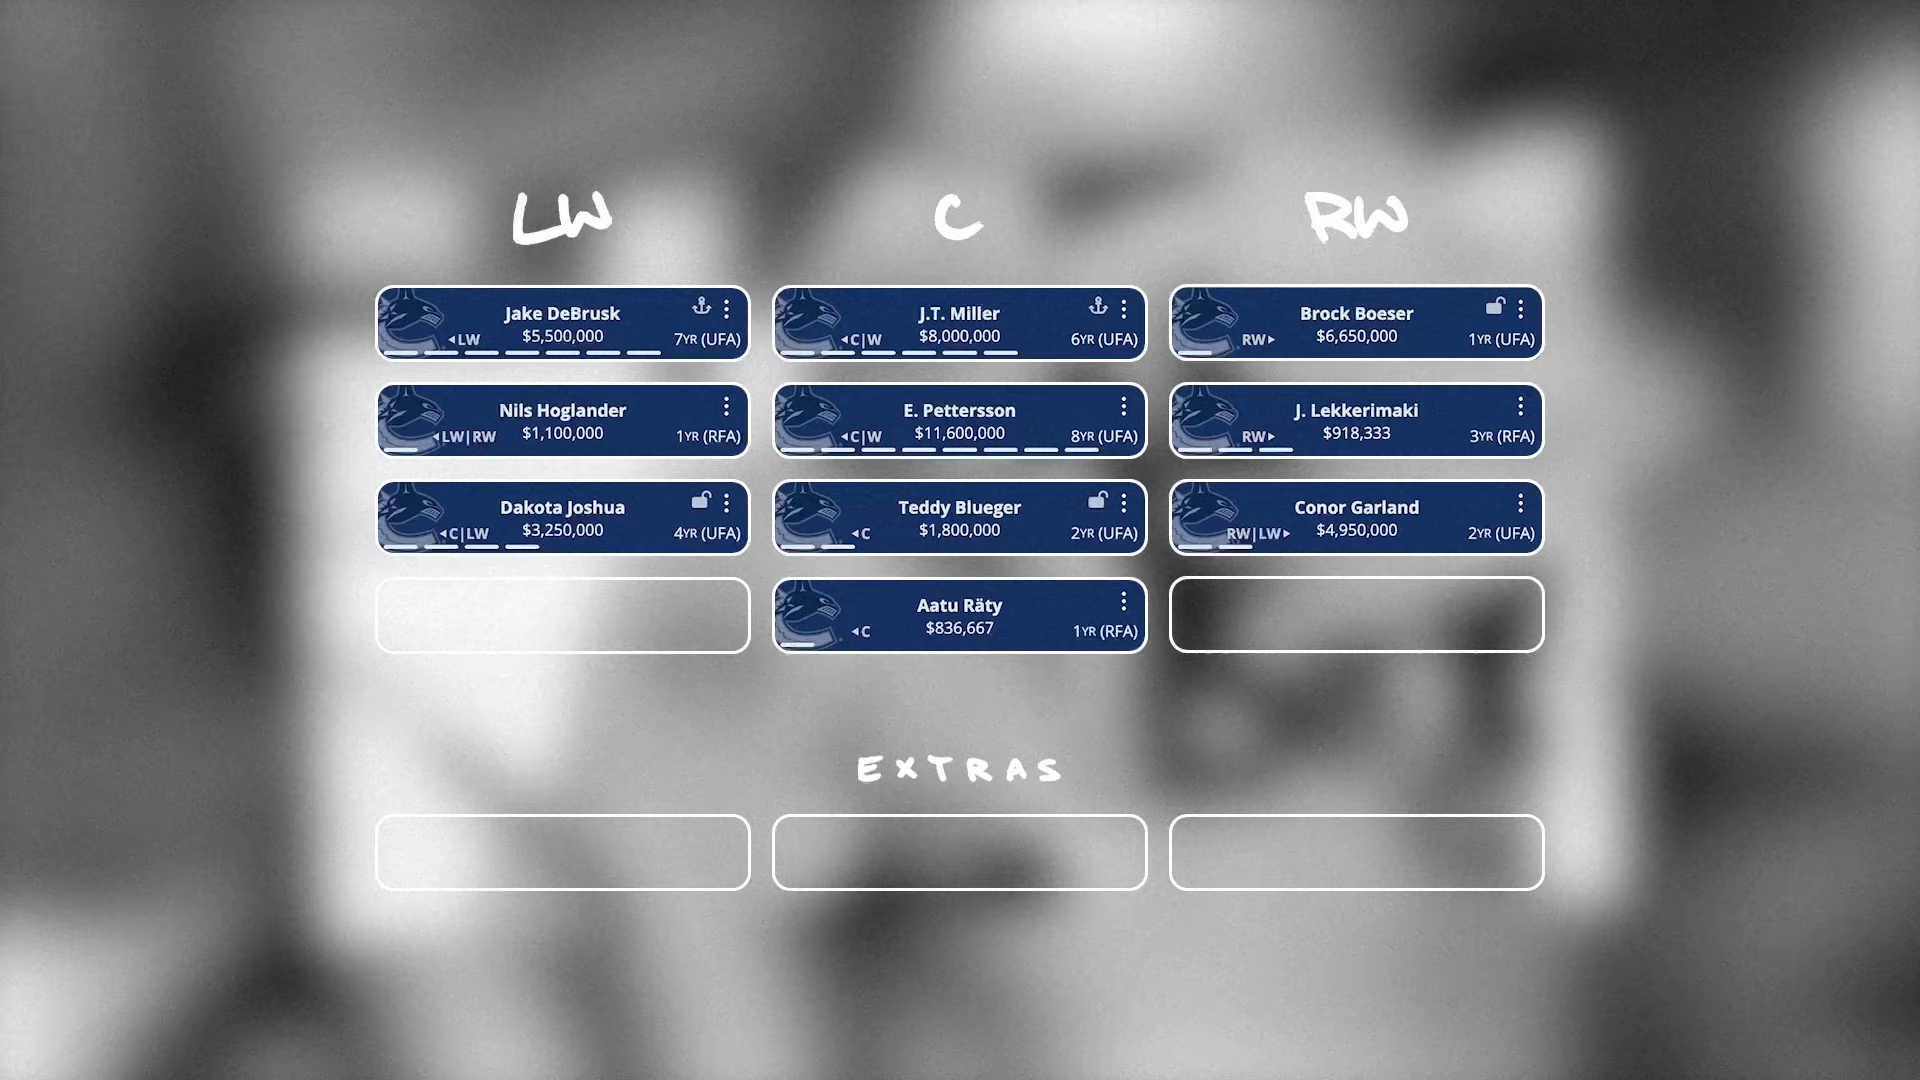 LW C RW
Jake DeBrusk
$5,500,000
◂LW 7YR (UFA)
J.T. Miller
$8,000,000
◂C|W 6YR (UFA)
Brock Boeser
$6,650,000
RW▸ 1YR (UFA)
Nils Hoglander
$1,100,000
◂LW|RW 1YR (RFA)
E. Pettersson
$11,600,000
◂C|W 8YR (UFA)
J. Lekkerimaki
$918,333
RW▸ 3YR (RFA)
Dakota Joshua
$3,250,000
◂C|LW 4YR (UFA)
Teddy Blueger
$1,800,000
◂C 2YR (UFA)
Conor Garland
$4,950,000
RW|LW▸ 2YR (UFA)
Aatu Räty
$836,667
◂C 1YR (RFA)
EXTRAS